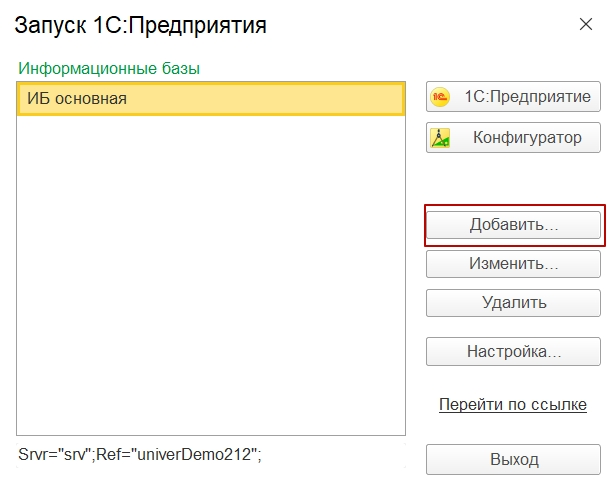 Запуск 1С:Предприятия
Информационные базы
ИБ основная
1С:Предприятие
Конфигуратор
Добавить...
Изменить...
Удалить
Настройка...
Перейти по ссылке
Srvr="srv";Ref="univerDemo212";
Выход